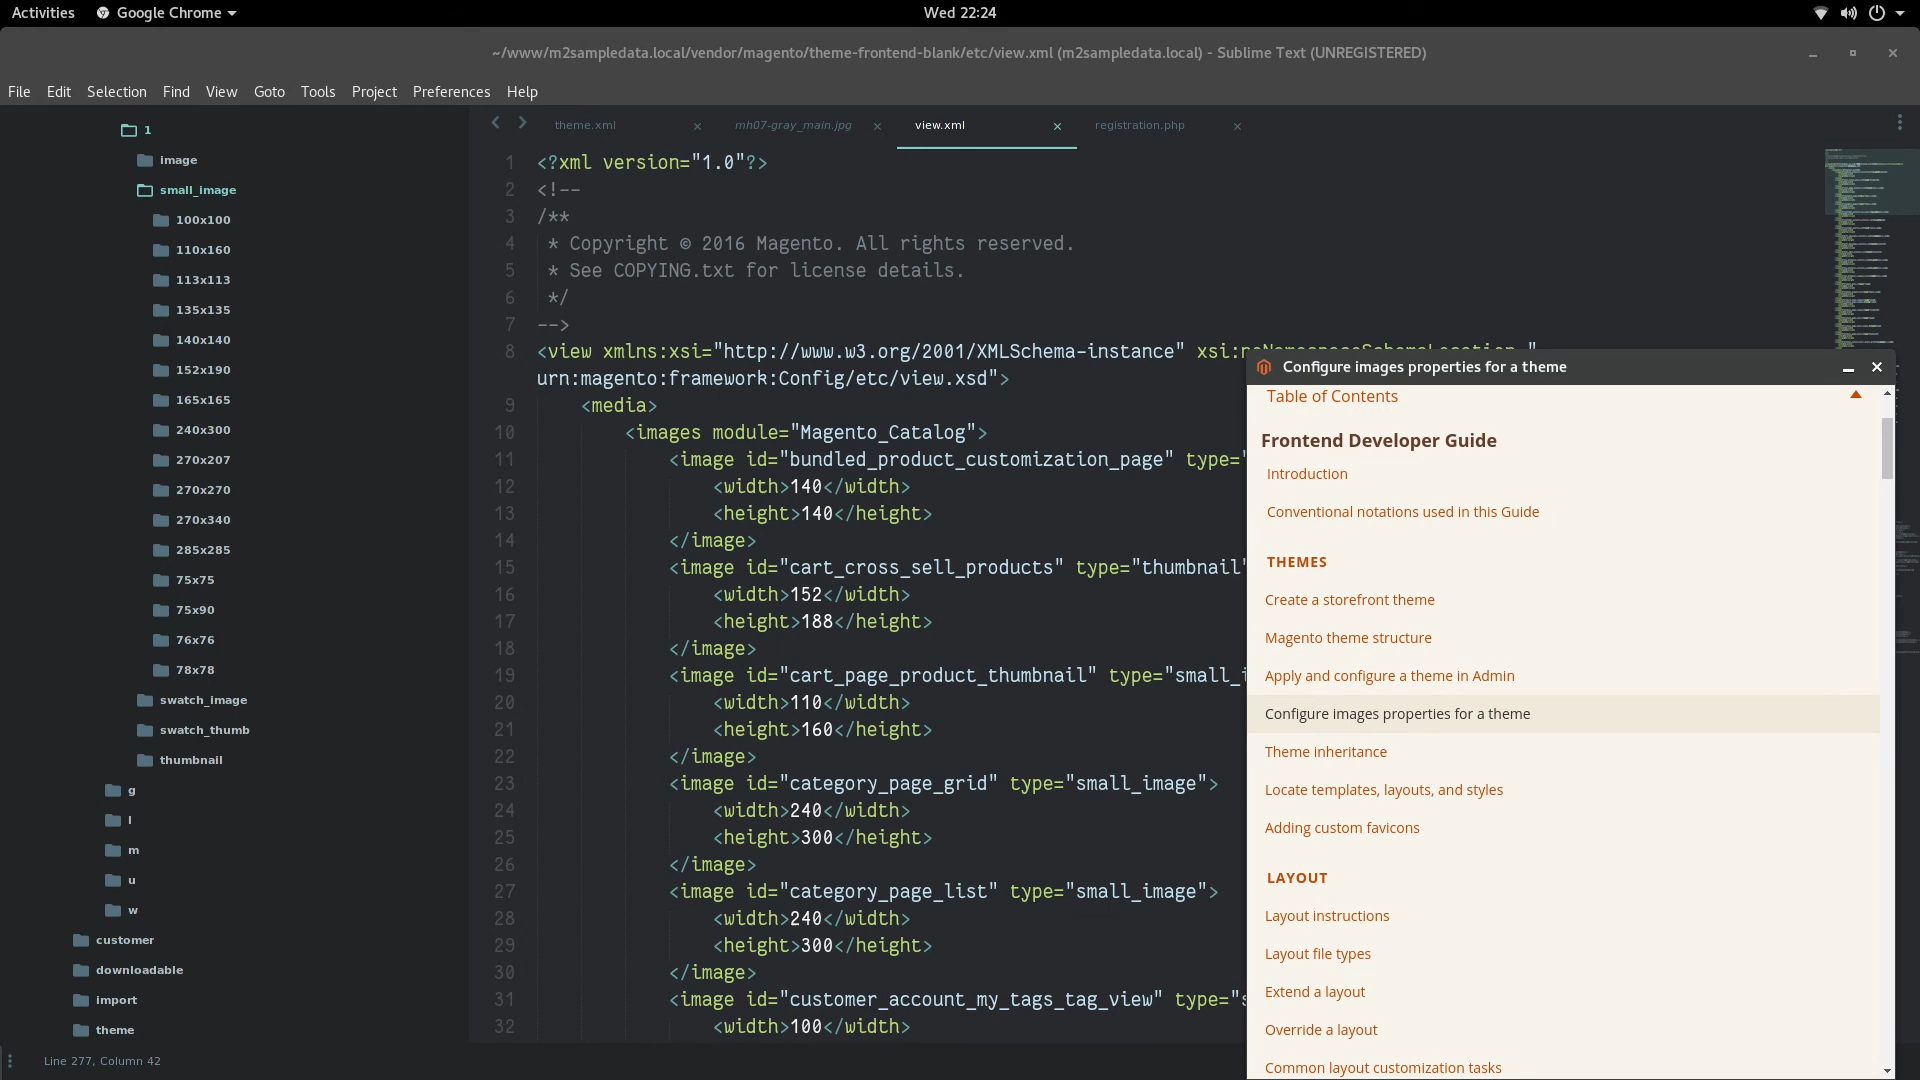 Activities Google Chrome Wed 22:24
~/www/m2sampledata.local/vendor/magento/theme-frontend-blank/etc/view.xml (m2sampledata.local) - Sublime Text (UNREGISTERED)
File Edit Selection Find View Goto Tools Project Preferences Help
1
image
small_image
100x100
110x160
113x113
135x135
140x140
152x190
165x165
240x300
270x207
270x270
270x340
285x285
75x75
75x90
76x76
78x78
swatch_image
swatch_thumb
thumbnail
g
l
m
u
w
customer
downloadable
import
theme
Line 277, Column 42
theme.xml mh07-gray_main.jpg view.xml registration.php
1 <?xml version="1.0"?>
2 <!--
3 /**
4 * Copyright © 2016 Magento. All rights reserved.
5 * See COPYING.txt for license details.
6 */
7 -->
8 <view xmlns:xsi="http://www.w3.org/2001/XMLSchema-instance"
urn:magento:framework:Config/etc/view.xsd">
9 <media>
10 <images module="Magento_Catalog">
11 <image id="bundled_product_customization_page" type="
12 <width>140</width>
13 <height>140</height>
14 </image>
15 <image id="cart_cross_sell_products" type="thumbnail"
16 <width>152</width>
17 <height>188</height>
18 </image>
19 <image id="cart_page_product_thumbnail" type="small_i
20 <width>110</width>
21 <height>160</height>
22 </image>
23 <image id="category_page_grid" type="small_image">
24 <width>240</width>
25 <height>300</height>
26 </image>
27 <image id="category_page_list" type="small_image">
28 <width>240</width>
29 <height>300</height>
30 </image>
31 <image id="customer_account_my_tags_tag_view" type="s
32 <width>100</width>
Configure images properties for a theme
Table of Contents
Frontend Developer Guide
Introduction
Conventional notations used in this Guide
THEMES
Create a storefront theme
Magento theme structure
Apply and configure a theme in Admin
Configure images properties for a theme
Theme inheritance
Locate templates, layouts, and styles
Adding custom favicons
LAYOUT
Layout instructions
Layout file types
Extend a layout
Override a layout
Common layout customization tasks